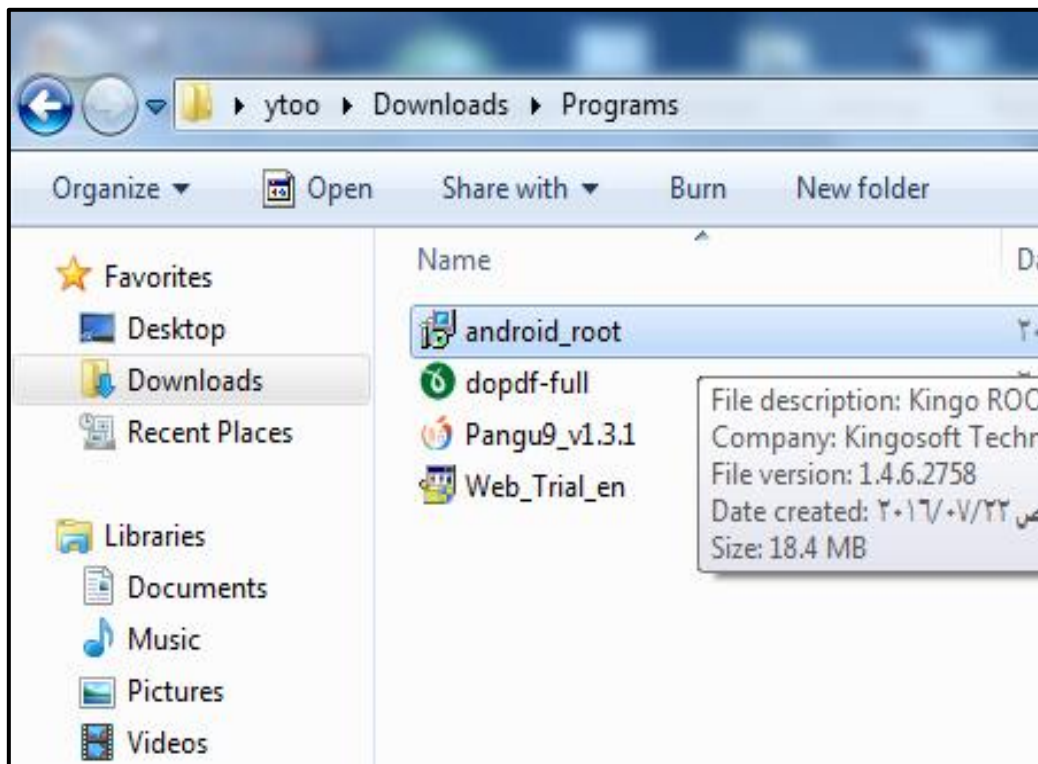 ytoo Downloads Programs
Organize Open Share with Burn New folder
Favorites
Desktop
Downloads
Recent Places
Libraries
Documents
Music
Pictures
Videos
Name
android_root
dopdf-full
Pangu9_v1.3.1
Web_Trial_en
File description: Kingo ROO
Company: Kingosoft Techn
File version: 1.4.6.2758
Date created: ٢٠١٦/٠٧/٢٢ ص
Size: 18.4 MB